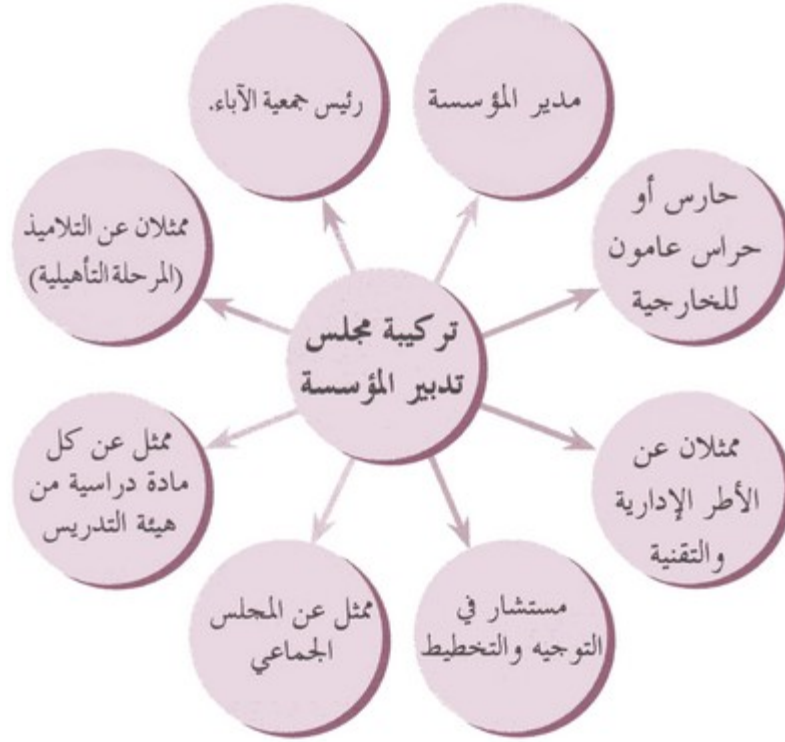 تركيبة مجلس
تدبير المؤسسة
مدير المؤسسة
حارس أو
حراس عامون
للخارجية
ممثلان عن
الأطر الإدارية
والتقنية
مستشار في
التوجيه والتخطيط
ممثل عن المجلس
الجماعي
ممثل عن كل
مادة دراسية من
هيئة التدريس
ممثلان عن التلاميذ
(المرحلة التأهيلية)
رئيس جمعية الآباء.